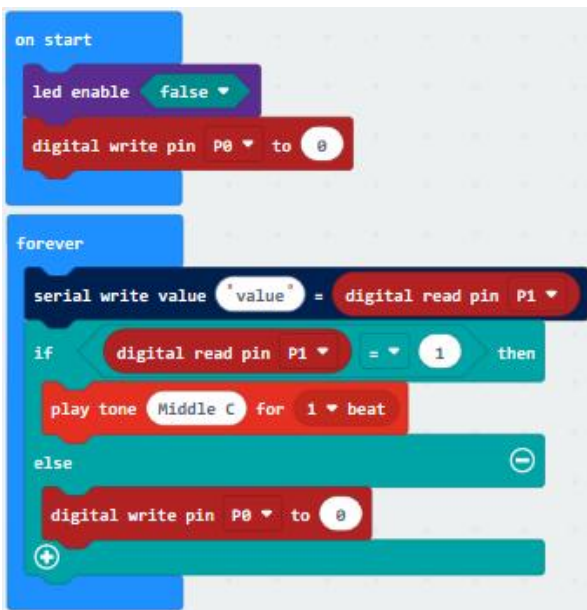 on start
led enable false
digital write pin P0 to 0
forever
serial write value "value" = digital read pin P1
if digital read pin P1 = 1 then
play tone Middle C for 1 beat
else
digital write pin P0 to 0